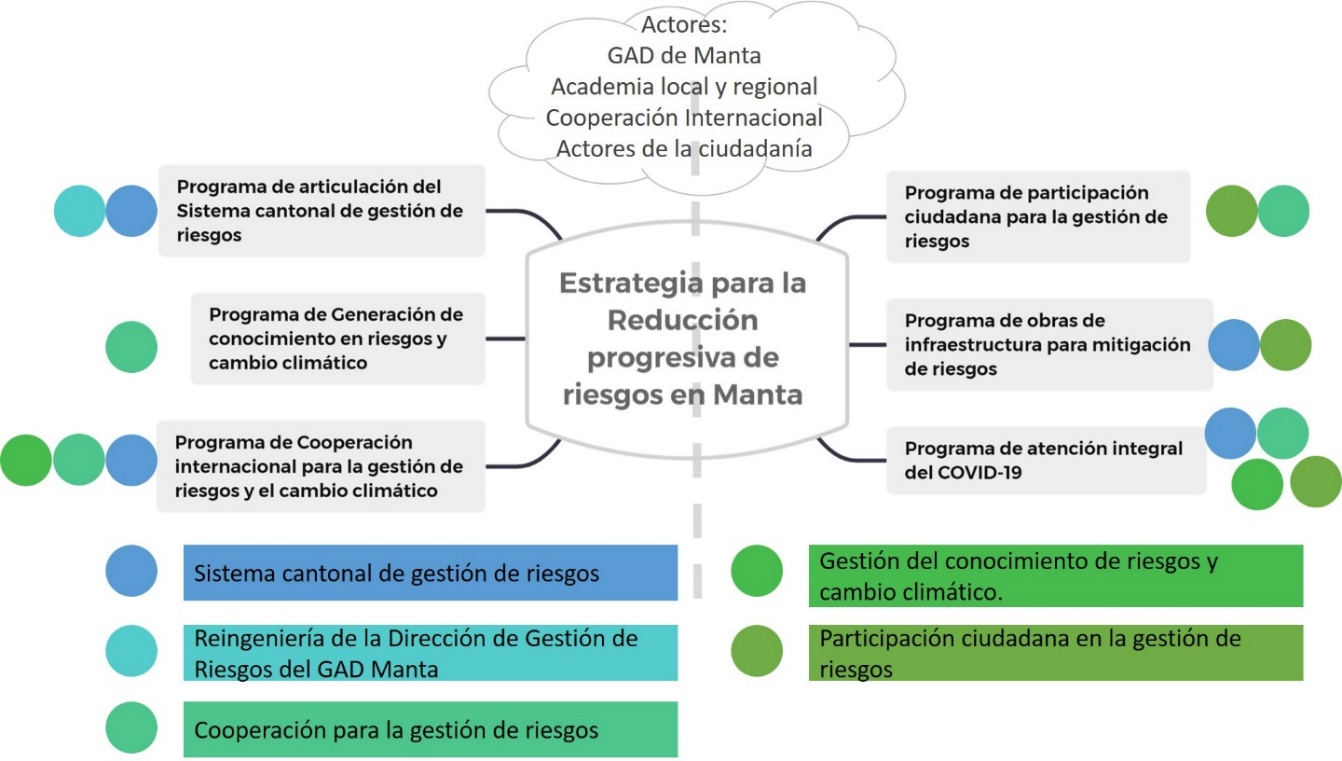 Actores:
GAD de Manta
Academia local y regional
Cooperación Internacional
Actores de la ciudadanía
Programa de articulación del
Sistema cantonal de gestión de
riesgos
Programa de Generación de
conocimiento en riesgos y
cambio climático
Programa de Cooperación
internacional para la gestión de
riesgos y el cambio climático
Estrategia para la
Reducción
progresiva de
riesgos en Manta
Programa de participación
ciudadana para la gestión de
riesgos
Programa de obras de
infraestructura para mitigación
de riesgos
Programa de atención integral
del COVID-19
Sistema cantonal de gestión de riesgos
Reingeniería de la Dirección de Gestión de
Riesgos del GAD Manta
Cooperación para la gestión de riesgos
Gestión del conocimiento de riesgos y
cambio climático.
Participación ciudadana en la gestión de
riesgos